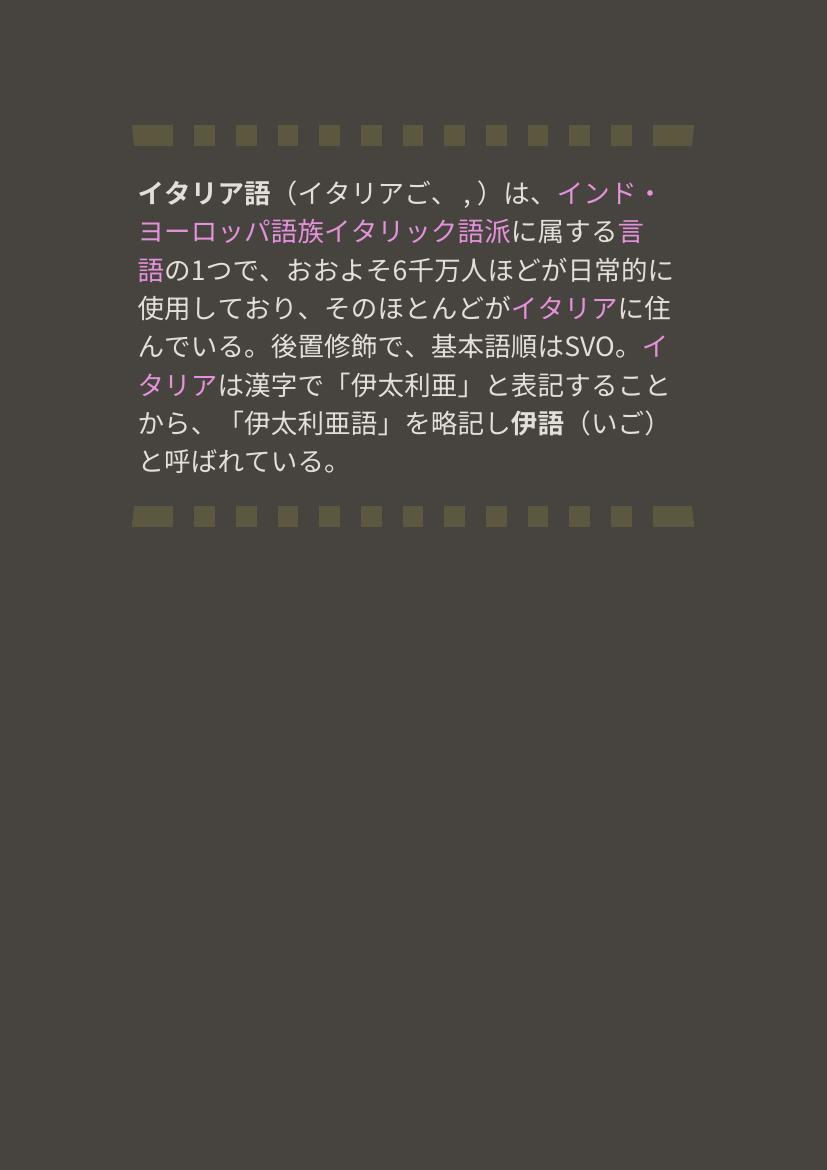 イタリア語（イタリアご、 , ）は、インド・
ヨーロッパ語族イタリック語派に属する言
語の1つで、おおよそ6千万人ほどが日常的に
使用しており、そのほとんどがイタリアに住
んでいる。後置修飾で、基本語順はSVO。イ
タリアは漢字で「伊太利亜」と表記すること
から、「伊太利亜語」を略記し伊語（いご）
と呼ばれている。